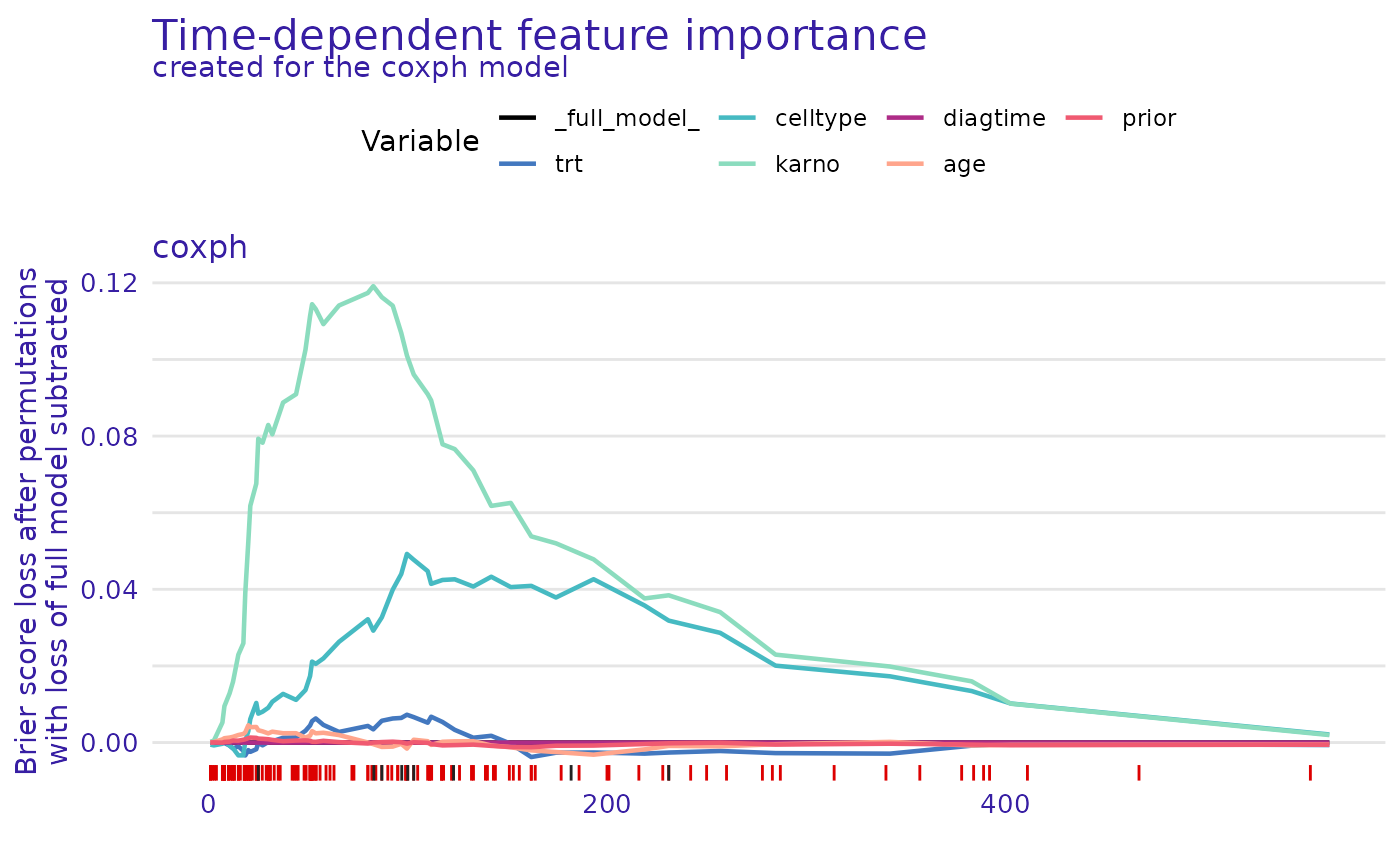 Time-dependent feature importance
created for the coxph model
Variable
_full_model_ celltype diagtime prior
trt karno age
coxph
Brier score loss after permutations
with loss of full model subtracted
0.12
0.08
0.04
0.00
0 200 400